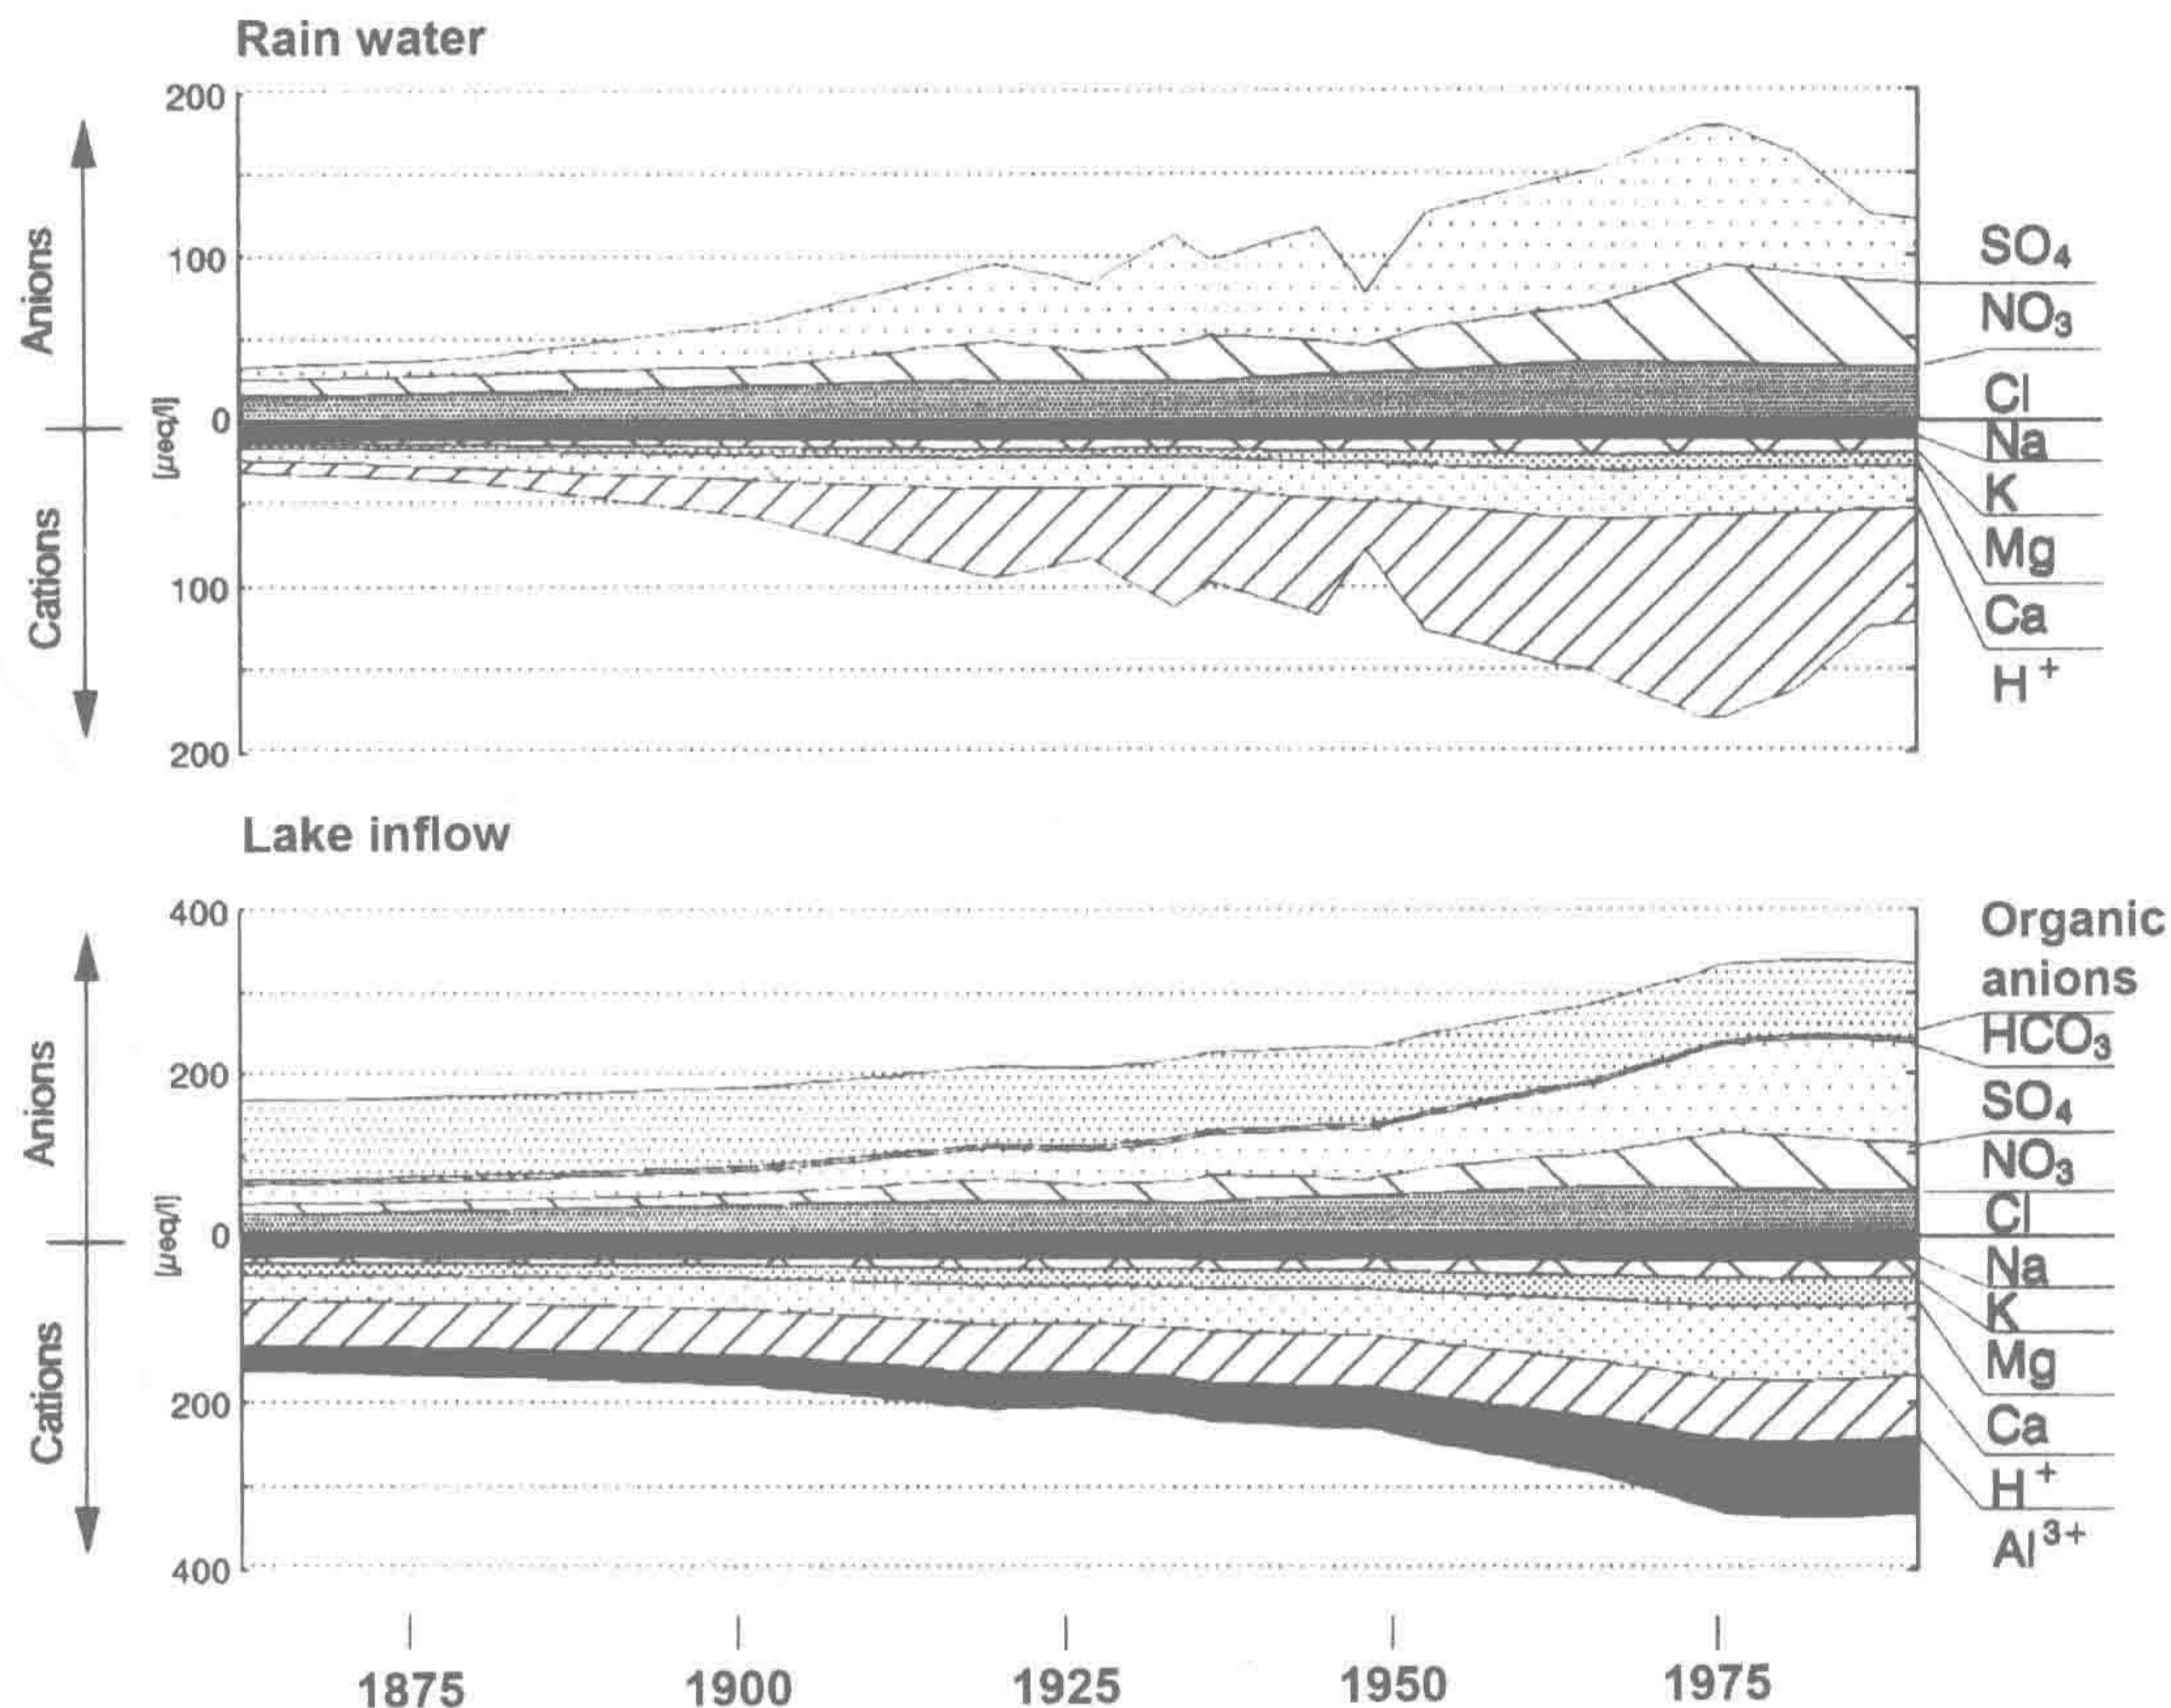 Rain water
200
100
0
100
200
Anions
Cations
[µeq/l]
SO₄
NO₃
Cl
Na
K
Mg
Ca
H⁺
Lake inflow
400
200
0
200
400
Anions
Cations
[µeq/l]
Organic
anions
HCO₃
SO₄
NO₃
Cl
Na
K
Mg
Ca
H⁺
Al³⁺
1875 1900 1925 1950 1975